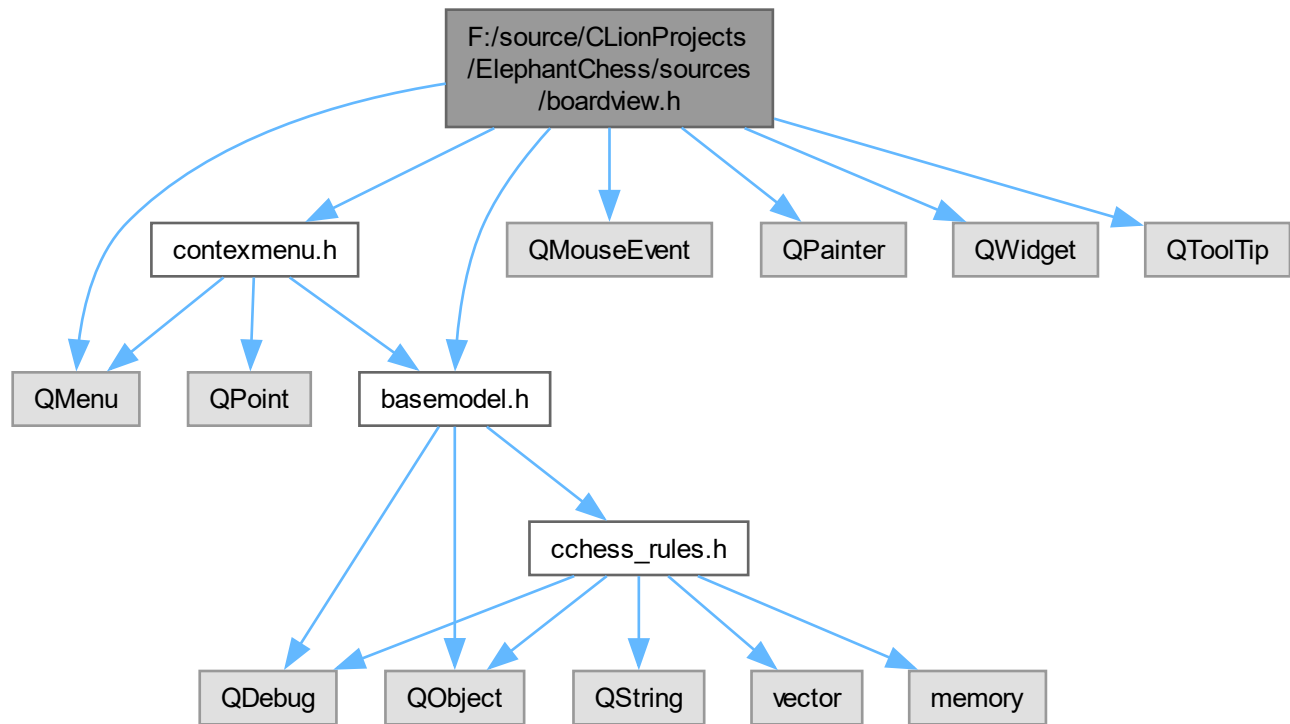 F:/source/CLionProjects
/ElephantChess/sources
/boardview.h
contexmenu.h
QMouseEvent
QPainter
QWidget
QToolTip
QMenu
QPoint
basemodel.h
cchess_rules.h
QDebug
QObject
QString
vector
memory